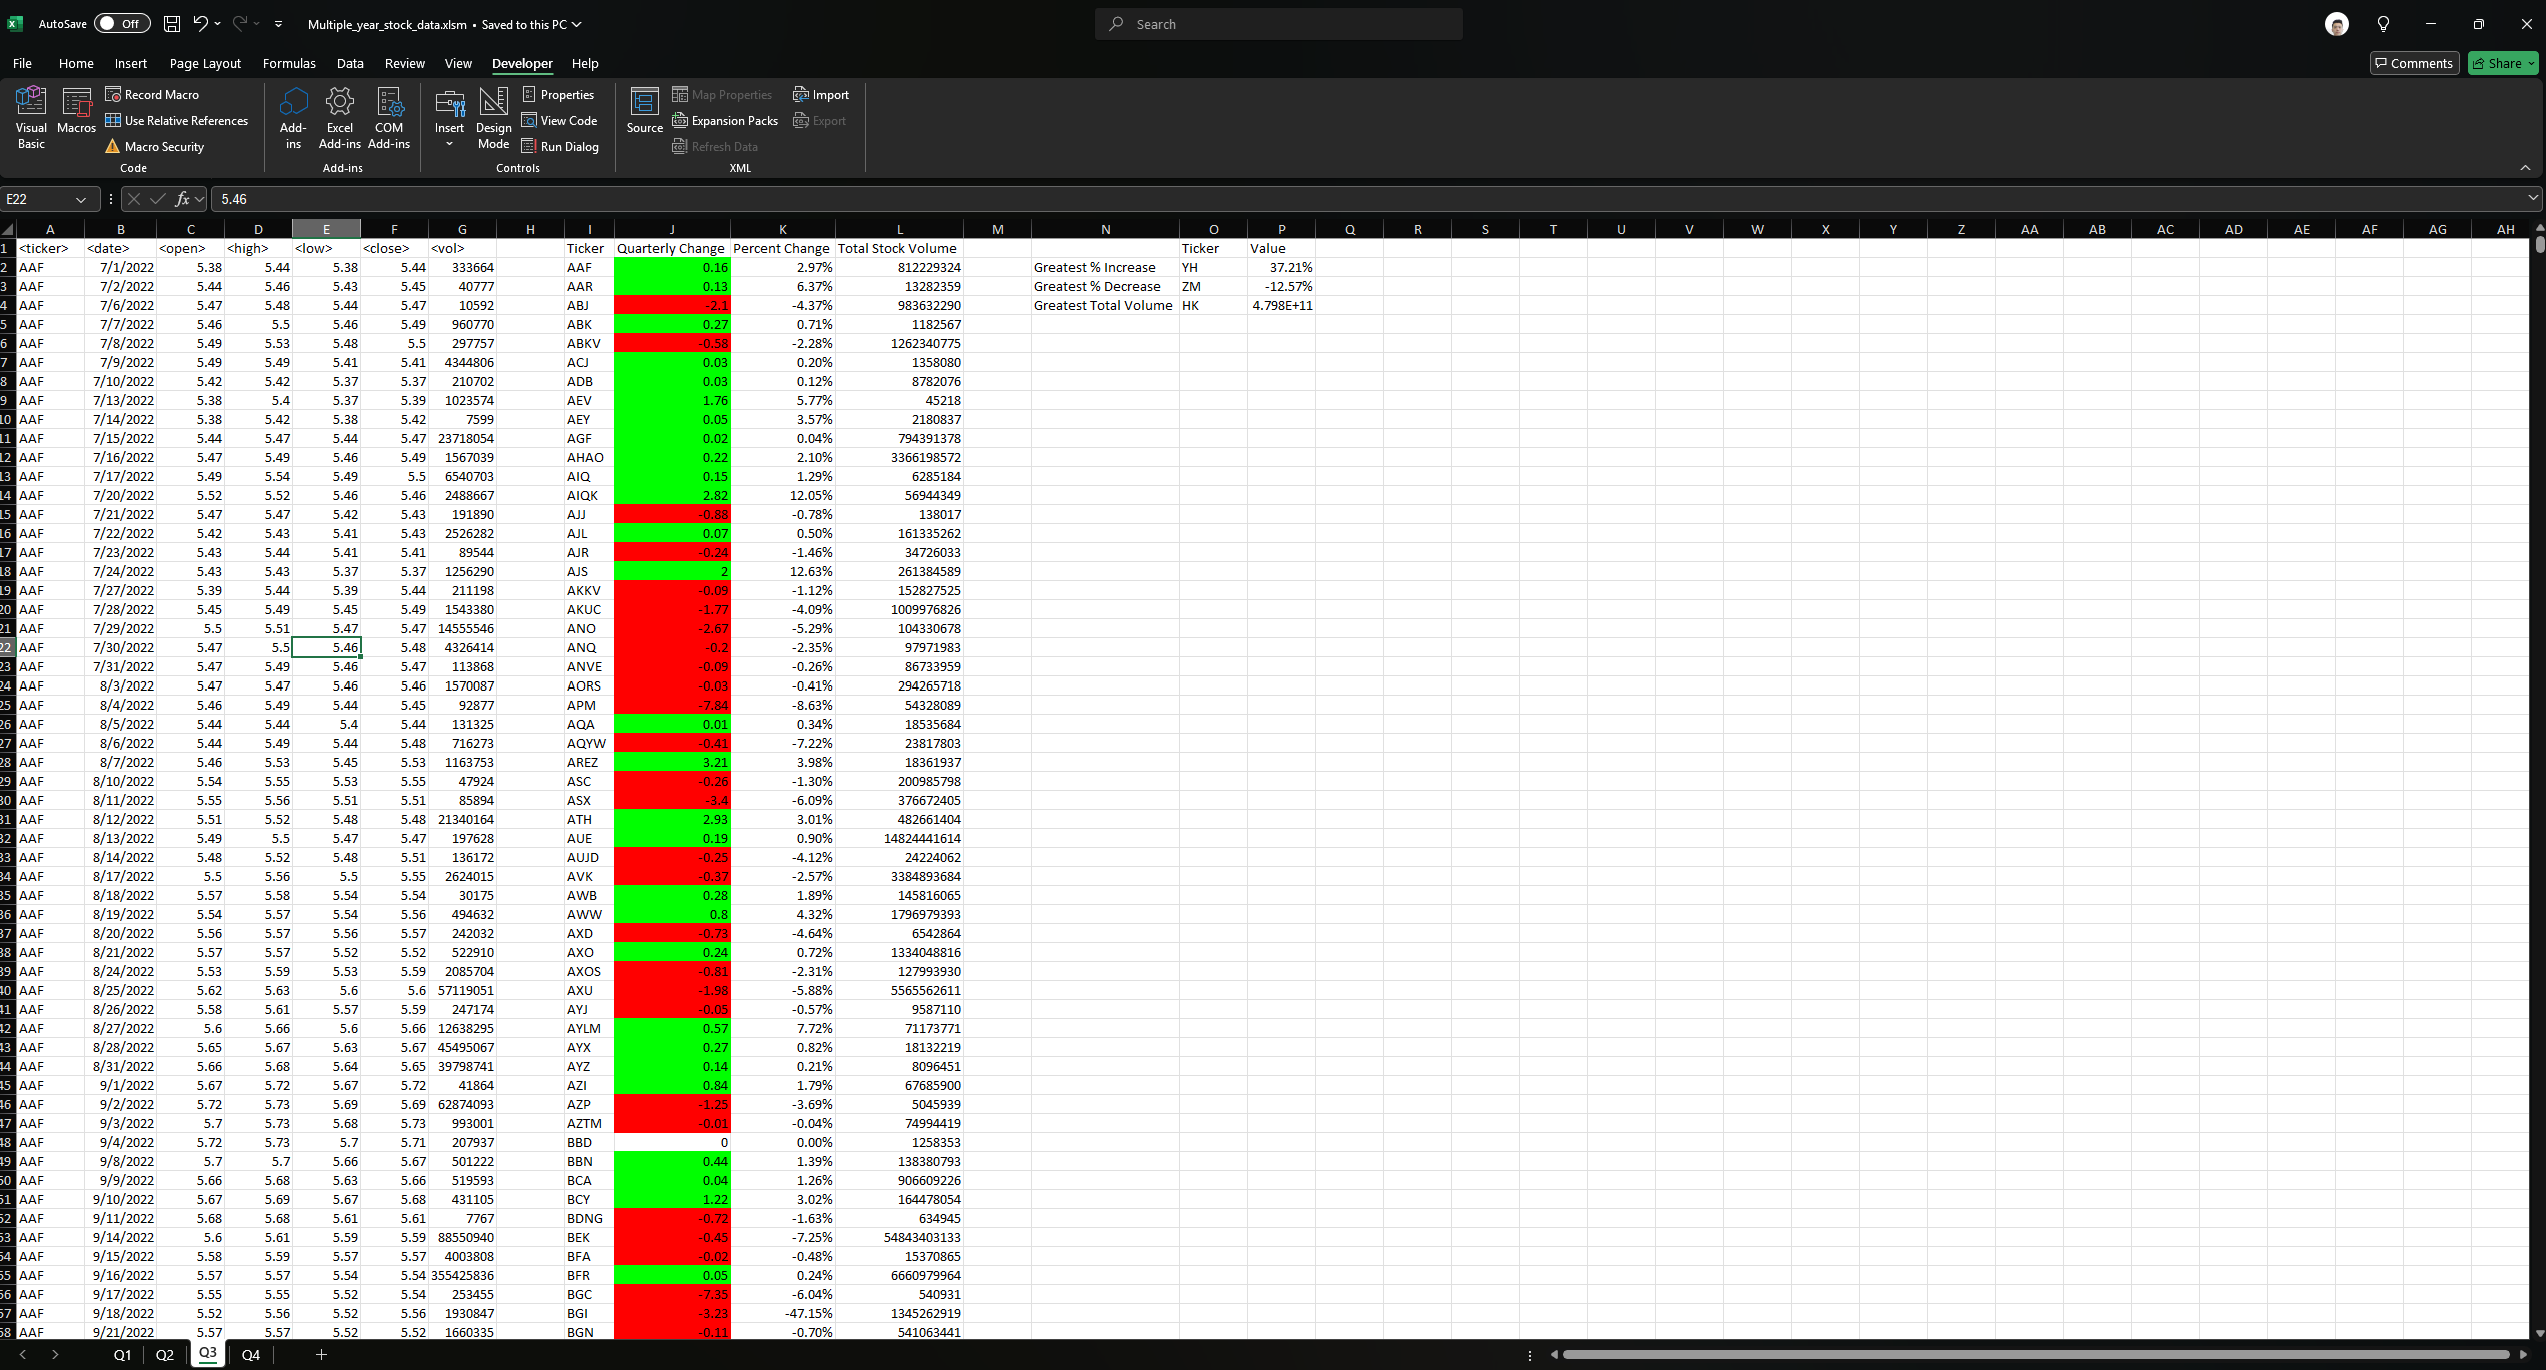 AutoSave Off Multiple_year_stock_data.xlsm • Saved to this PC Search
File Home Insert Page Layout Formulas Data Review View Developer Help Comments Share
Visual Basic Macros Record Macro Use Relative References Macro Security Code
Add-ins Excel Add-ins COM Add-ins Add-ins
Insert Design Mode Properties View Code Run Dialog Controls
Source Map Properties Expansion Packs Refresh Data Import Export XML
E22 fx 5.46
A B C D E F G H I J K L M N O P Q R S T U V W X Y Z AA AB AC AD AE AF AG AH
1 <ticker> <date> <open> <high> <low> <close> <vol> Ticker Quarterly Change Percent Change Total Stock Volume Ticker Value
2 AAF 7/1/2022 5.38 5.44 5.38 5.44 333664 AAF 0.16 2.97% 812229324 Greatest % Increase YH 37.21%
3 AAF 7/2/2022 5.44 5.46 5.43 5.45 40777 AAR 0.13 6.37% 13282359 Greatest % Decrease ZM -12.57%
4 AAF 7/6/2022 5.47 5.48 5.44 5.47 10592 ABJ -2.1 -4.37% 983632290 Greatest Total Volume HK 4.798E+11
5 AAF 7/7/2022 5.46 5.5 5.46 5.49 960770 ABK 0.27 0.71% 1182567
6 AAF 7/8/2022 5.49 5.53 5.48 5.5 297757 ABKV -0.58 -2.28% 1262340775
7 AAF 7/9/2022 5.49 5.49 5.41 5.41 4344806 ACJ 0.03 0.20% 1358080
8 AAF 7/10/2022 5.42 5.42 5.37 5.37 210702 ADB 0.03 0.12% 8782076
9 AAF 7/13/2022 5.38 5.4 5.37 5.39 1023574 AEV 1.76 5.77% 45218
10 AAF 7/14/2022 5.38 5.42 5.38 5.42 7599 AEY 0.05 3.57% 2180837
11 AAF 7/15/2022 5.44 5.47 5.44 5.47 23718054 AGF 0.02 0.04% 794391378
12 AAF 7/16/2022 5.47 5.49 5.46 5.49 1567039 AHAO 0.22 2.10% 3366198572
13 AAF 7/17/2022 5.49 5.54 5.49 5.5 6540703 AIQ 0.15 1.29% 6285184
14 AAF 7/20/2022 5.52 5.52 5.46 5.46 2488667 AIQK 2.82 12.05% 56944349
15 AAF 7/21/2022 5.47 5.47 5.42 5.43 191890 AJJ -0.88 -0.78% 138017
16 AAF 7/22/2022 5.42 5.43 5.41 5.43 2526282 AJL 0.07 0.50% 161335262
17 AAF 7/23/2022 5.43 5.44 5.41 5.41 89544 AJR -0.24 -1.46% 34726033
18 AAF 7/24/2022 5.43 5.43 5.37 5.37 1256290 AJS 2 12.63% 261384589
19 AAF 7/27/2022 5.39 5.44 5.39 5.44 211198 AKKV -0.09 -1.12% 152827525
20 AAF 7/28/2022 5.45 5.49 5.45 5.49 1543380 AKUC -1.77 -4.09% 1009976826
21 AAF 7/29/2022 5.5 5.51 5.47 5.47 14555546 ANO -2.67 -5.29% 104330678
22 AAF 7/30/2022 5.47 5.5 5.46 5.48 4326414 ANQ -0.2 -2.35% 97971983
23 AAF 7/31/2022 5.47 5.49 5.46 5.47 113868 ANVE -0.09 -0.26% 86733959
24 AAF 8/3/2022 5.47 5.47 5.46 5.46 1570087 AORS -0.03 -0.41% 294265718
25 AAF 8/4/2022 5.46 5.49 5.44 5.45 92877 APM -7.84 -8.63% 54328089
26 AAF 8/5/2022 5.44 5.44 5.4 5.44 131325 AQA 0.01 0.34% 18535684
27 AAF 8/6/2022 5.44 5.49 5.44 5.48 716273 AQYW -0.41 -7.22% 23817803
28 AAF 8/7/2022 5.46 5.53 5.45 5.53 1163753 AREZ 3.21 3.98% 18361937
29 AAF 8/10/2022 5.54 5.55 5.53 5.55 47924 ASC -0.26 -1.30% 200985798
30 AAF 8/11/2022 5.55 5.56 5.51 5.51 85894 ASX -3.4 -6.09% 376672405
31 AAF 8/12/2022 5.51 5.52 5.48 5.48 21340164 ATH 2.93 3.01% 482661404
32 AAF 8/13/2022 5.49 5.5 5.47 5.47 197628 AUE 0.19 0.90% 14824441614
33 AAF 8/14/2022 5.48 5.52 5.48 5.51 136172 AUJD -0.25 -4.12% 24224062
34 AAF 8/17/2022 5.5 5.56 5.5 5.55 2624015 AVK -0.37 -2.57% 3384893684
35 AAF 8/18/2022 5.57 5.58 5.54 5.54 30175 AWB 0.28 1.89% 145816065
36 AAF 8/19/2022 5.54 5.57 5.54 5.56 494632 AWW 0.8 4.32% 1796979393
37 AAF 8/20/2022 5.56 5.57 5.56 5.57 242032 AXD -0.73 -4.64% 6542864
38 AAF 8/21/2022 5.57 5.57 5.52 5.52 522910 AXO 0.24 0.72% 1334048816
39 AAF 8/24/2022 5.53 5.59 5.53 5.59 2085704 AXOS -0.81 -2.31% 127993930
40 AAF 8/25/2022 5.62 5.63 5.6 5.6 57119051 AXU -1.98 -5.88% 5565562611
41 AAF 8/26/2022 5.58 5.61 5.57 5.59 247174 AYJ -0.05 -0.57% 9587110
42 AAF 8/27/2022 5.6 5.66 5.6 5.66 12638295 AYLM 0.57 7.72% 71173771
43 AAF 8/28/2022 5.65 5.67 5.63 5.67 45495067 AYX 0.27 0.82% 18132219
44 AAF 8/31/2022 5.66 5.68 5.64 5.65 39798741 AYZ 0.14 0.21% 8096451
45 AAF 9/1/2022 5.67 5.72 5.67 5.72 41864 AZI 0.84 1.79% 67685900
46 AAF 9/2/2022 5.72 5.73 5.69 5.69 62874093 AZP -1.25 -3.69% 5045939
47 AAF 9/3/2022 5.7 5.73 5.68 5.73 993001 AZTM -0.01 -0.04% 74994419
48 AAF 9/4/2022 5.72 5.73 5.7 5.71 207937 BBD 0 0.00% 1258353
49 AAF 9/8/2022 5.7 5.7 5.66 5.67 501222 BBN 0.44 1.39% 138380793
50 AAF 9/9/2022 5.66 5.68 5.63 5.66 519593 BCA 0.04 1.26% 906609226
51 AAF 9/10/2022 5.67 5.69 5.67 5.68 431105 BCY 1.22 3.02% 164478054
52 AAF 9/11/2022 5.68 5.68 5.61 5.61 7767 BDNG -0.72 -1.63% 634945
53 AAF 9/14/2022 5.6 5.61 5.59 5.59 88550940 BEK -0.45 -7.25% 54843403133
54 AAF 9/15/2022 5.58 5.59 5.57 5.57 4003808 BFA -0.02 -0.48% 15370865
55 AAF 9/16/2022 5.57 5.57 5.54 5.54 355425836 BFR 0.05 0.24% 6660979964
56 AAF 9/17/2022 5.55 5.55 5.52 5.54 253455 BGC -7.35 -6.04% 540931
57 AAF 9/18/2022 5.52 5.56 5.52 5.56 1930847 BGI -3.23 -47.15% 1345262919
58 AAF 9/21/2022 5.57 5.57 5.52 5.52 1660335 BGN -0.11 -0.70% 541063441
Q1 Q2 Q3 Q4 +